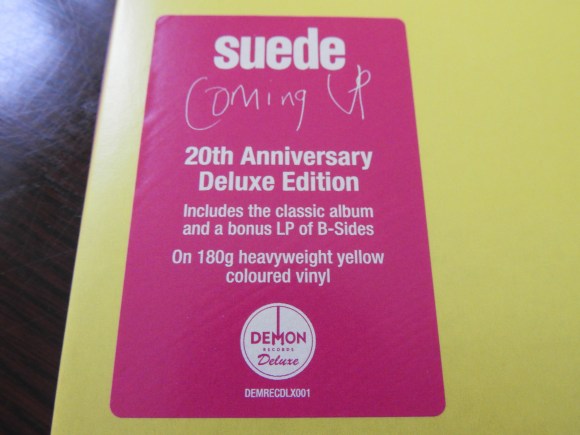 suede
Coming Up
20th Anniversary
Deluxe Edition
Includes the classic album
and a bonus LP of B-Sides
On 180g heavyweight yellow
coloured vinyl
DEMON
RECORDS
Deluxe
DEMRECDLX001